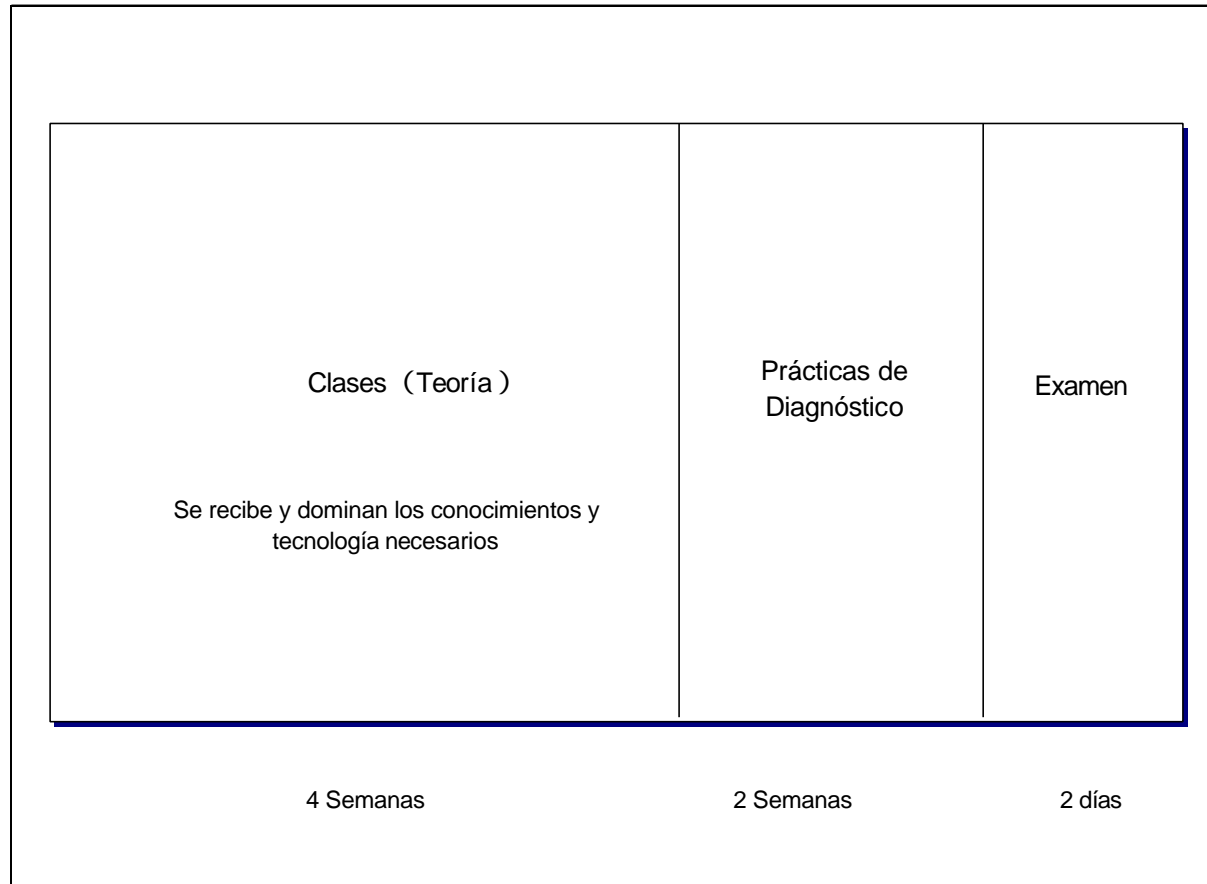 Clases （Teoría）
Prácticas de
Diagnóstico
Examen
Se recibe y dominan los conocimientos y
tecnología necesarios
4 Semanas
2 Semanas
2 días